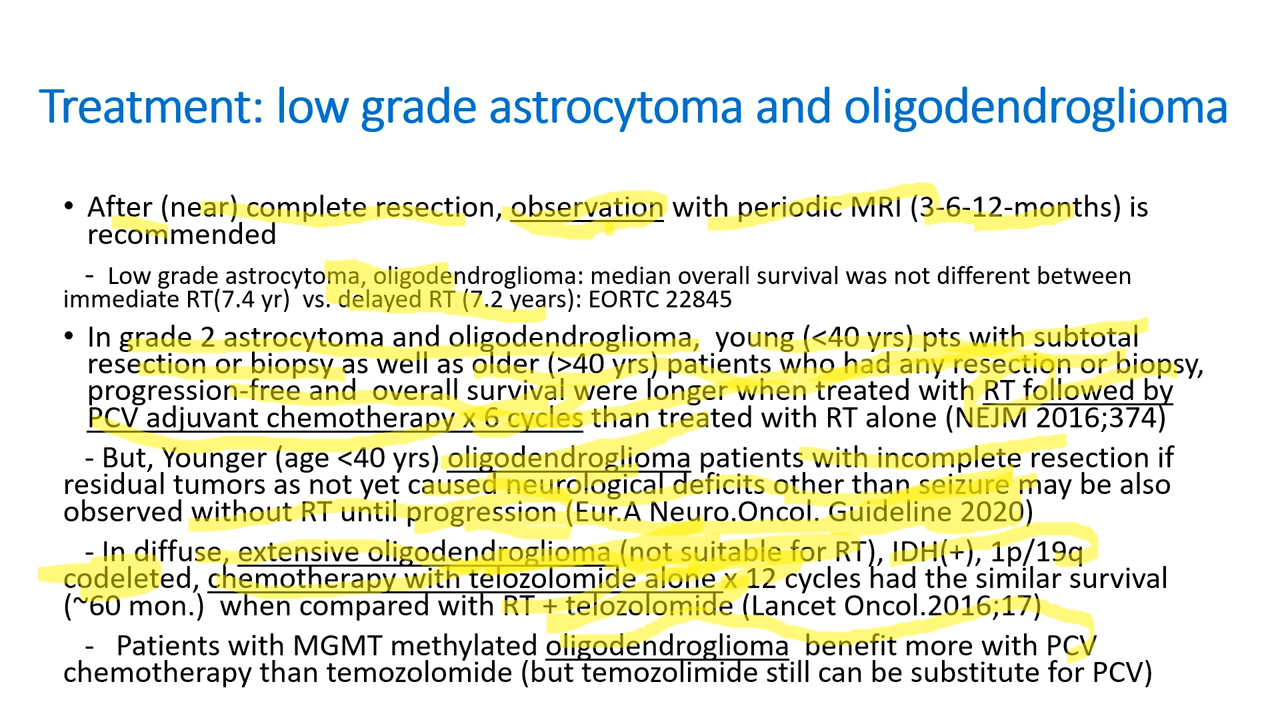 Treatment: low grade astrocytoma and oligodendroglioma
• After (near) complete resection, observation with periodic MRI (3-6-12-months) is
recommended
- Low grade astrocytoma, oligodendroglioma: median overall survival was not different between
immediate RT(7.4 yr) vs. delayed RT (7.2 years): EORTC 22845
• In grade 2 astrocytoma and oligodendroglioma, young (<40 yrs) pts with subtotal
resection or biopsy as well as older (>40 yrs) patients who had any resection or biopsy,
progression-free and overall survival were longer when treated with RT followed by
PCV adjuvant chemotherapy x 6 cycles than treated with RT alone (NEJM 2016;374)
- But, Younger (age <40 yrs) oligodendroglioma patients with incomplete resection if
residual tumors as not yet caused neurological deficits other than seizure may be also
observed without RT until progression (Eur.A Neuro.Oncol. Guideline 2020)
- In diffuse, extensive oligodendroglioma (not suitable for RT), IDH(+), 1p/19q
codeleted, chemotherapy with telozolomide alone x 12 cycles had the similar survival
(~60 mon.) when compared with RT + telozolomide (Lancet Oncol.2016;17)
- Patients with MGMT methylated oligodendroglioma benefit more with PCV
chemotherapy than temozolomide (but temozolimide still can be substitute for PCV)